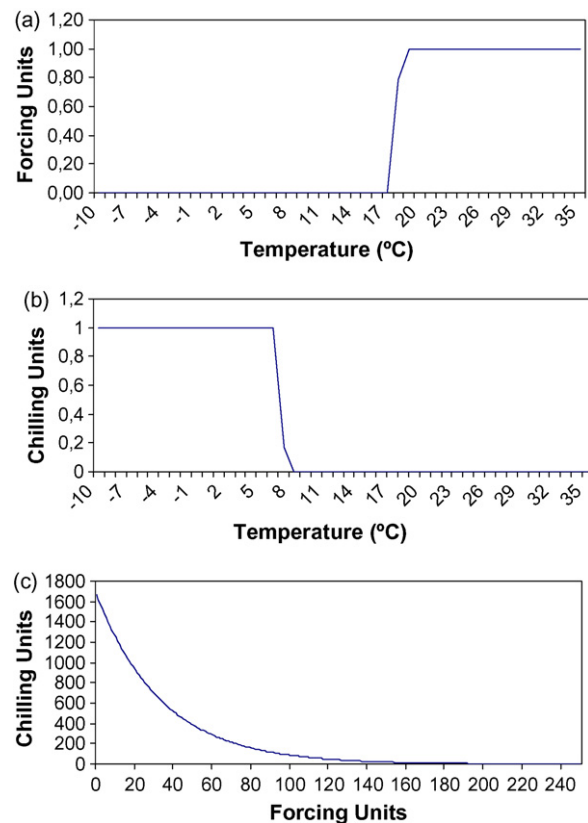 (a)
1,20
1,00
0,80
0,60
0,40
0,20
0,00
Forcing Units
-10 -7 -4 -1 2 5 8 11 14 17 20 23 26 29 32 35
Temperature (ºC)
(b)
1,2
1
0,8
0,6
0,4
0,2
0
Chilling Units
-10 -7 -4 -1 2 5 8 11 14 17 20 23 26 29 32 35
Temperature (ºC)
(c)
1800
1600
1400
1200
1000
800
600
400
200
0
Chilling Units
0 20 40 60 80 100 120 140 160 180 200 220 240
Forcing Units